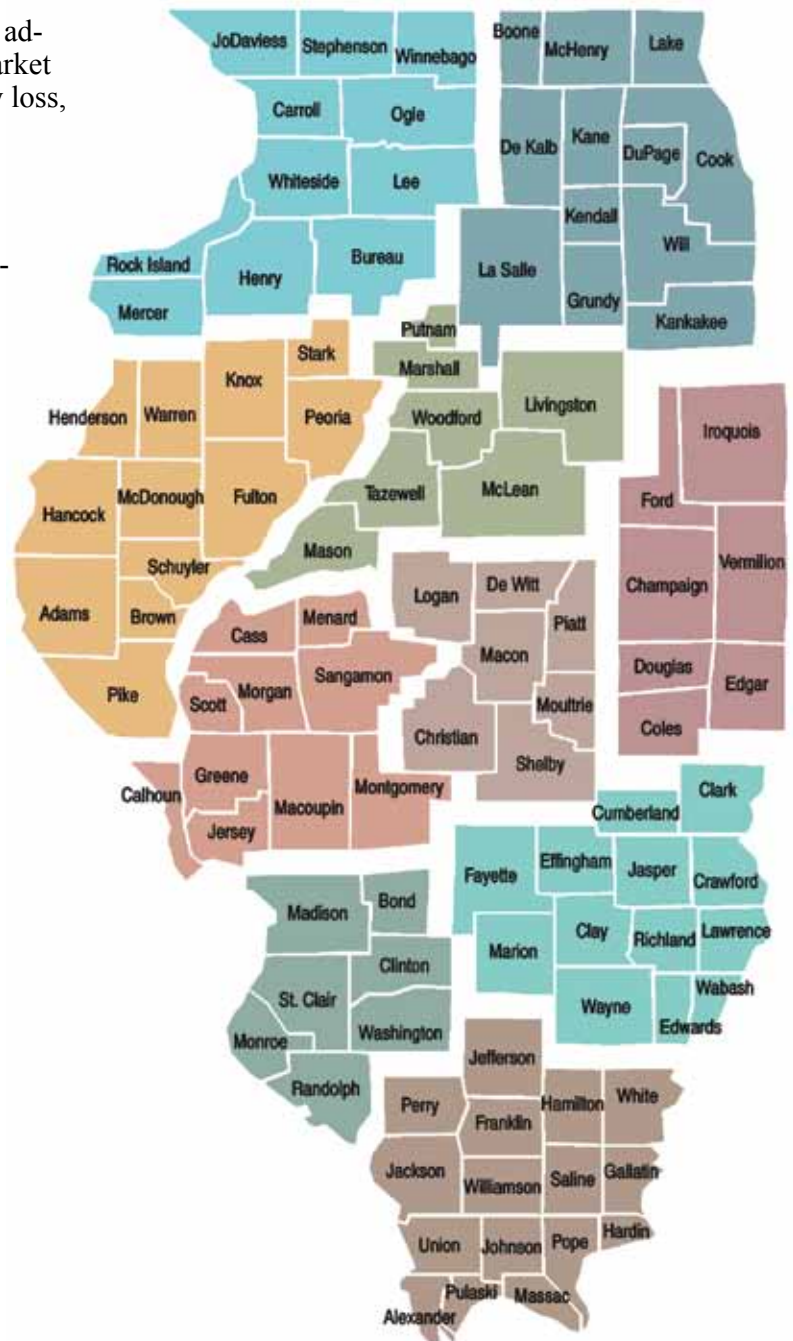 ad-
arket
y loss,
-
JoDaviess
Stephenson
Winnebago
Boone
McHenry
Lake
Carroll
Ogle
De Kalb
Kane
DuPage
Cook
Whiteside
Lee
Kendall
Will
Rock Island
Henry
Bureau
La Salle
Grundy
Mercer
Kankakee
Putnam
Stark
Marshall
Knox
Henderson
Warren
Peoria
Woodford
Livingston
Iroquois
Hancock
McDonough
Fulton
Tazewell
McLean
Ford
Mason
Schuyler
Champaign
Vermilion
Adams
Brown
Logan
De Witt
Piatt
Cass
Menard
Macon
Pike
Scott
Morgan
Sangamon
Douglas
Edgar
Moultrie
Christian
Coles
Shelby
Calhoun
Greene
Jersey
Macoupin
Montgomery
Cumberland
Clark
Fayette
Effingham
Jasper
Crawford
Madison
Bond
Marion
Clay
Richland
Lawrence
Clinton
St. Clair
Wabash
Wayne
Edwards
Monroe
Washington
Jefferson
Randolph
Perry
Franklin
Hamilton
White
Jackson
Williamson
Saline
Gallatin
Union
Johnson
Pope
Hardin
Pulaski
Massac
Alexander